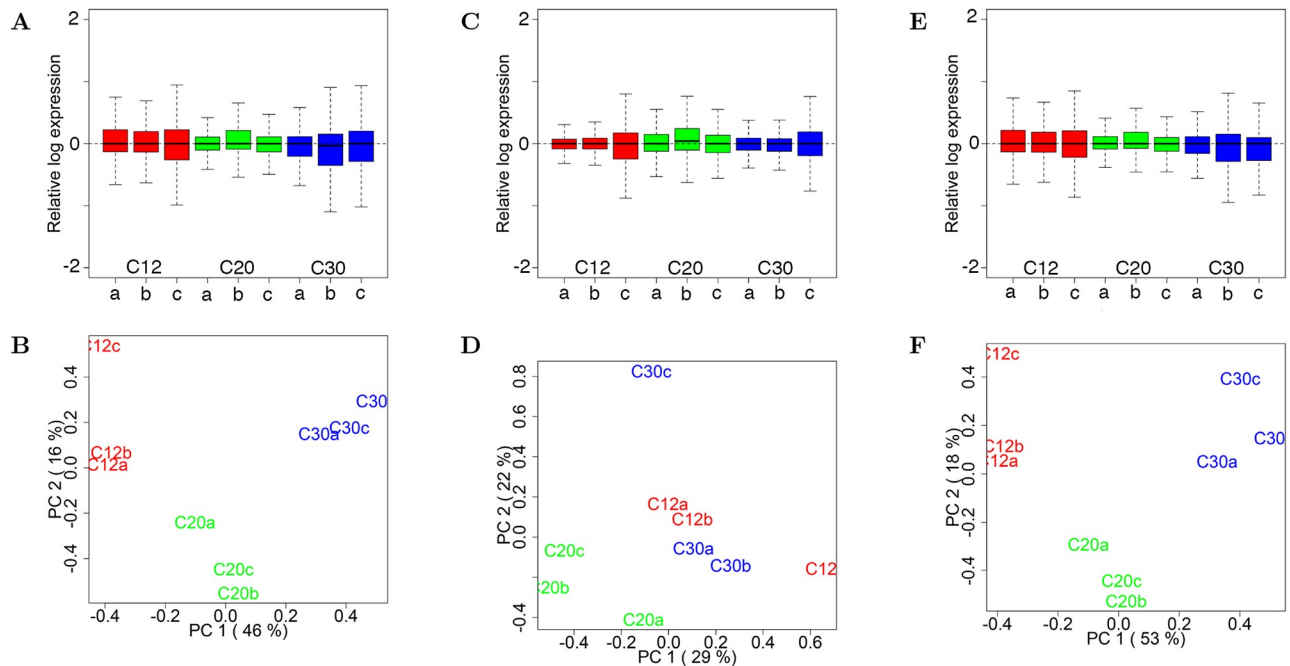 A
C
E
2
2
2
Relative log expression
Relative log expression
Relative log expression
0
0
0
-2
-2
-2
C12 C20 C30
C12 C20 C30
C12 C20 C30
a b c a b c a b c
a b c a b c a b c
a b c a b c a b c
B
C12c
0.4
0.2
0.0
-0.2
-0.4
PC 2 ( 16 %)
C30
C30a
C30c
C12b
C12a
C20a
C20c
C20b
-0.4 -0.2 0.0 0.2 0.4
PC 1 ( 46 %)
D
0.8
0.6
0.4
0.2
0.0
-0.4
PC 2 ( 22 %)
C30c
C12a
C12b
C20c
C30a
C30b
C12
C20b
C20a
-0.4 -0.2 0.0 0.2 0.4 0.6
PC 1 ( 29 %)
F
C12c
0.4
0.2
0.0
-0.2
-0.4
PC 2 ( 18 %)
C30c
C12b
C12a
C30
C30a
C20a
C20c
C20b
-0.4 -0.2 0.0 0.2 0.4
PC 1 ( 53 %)